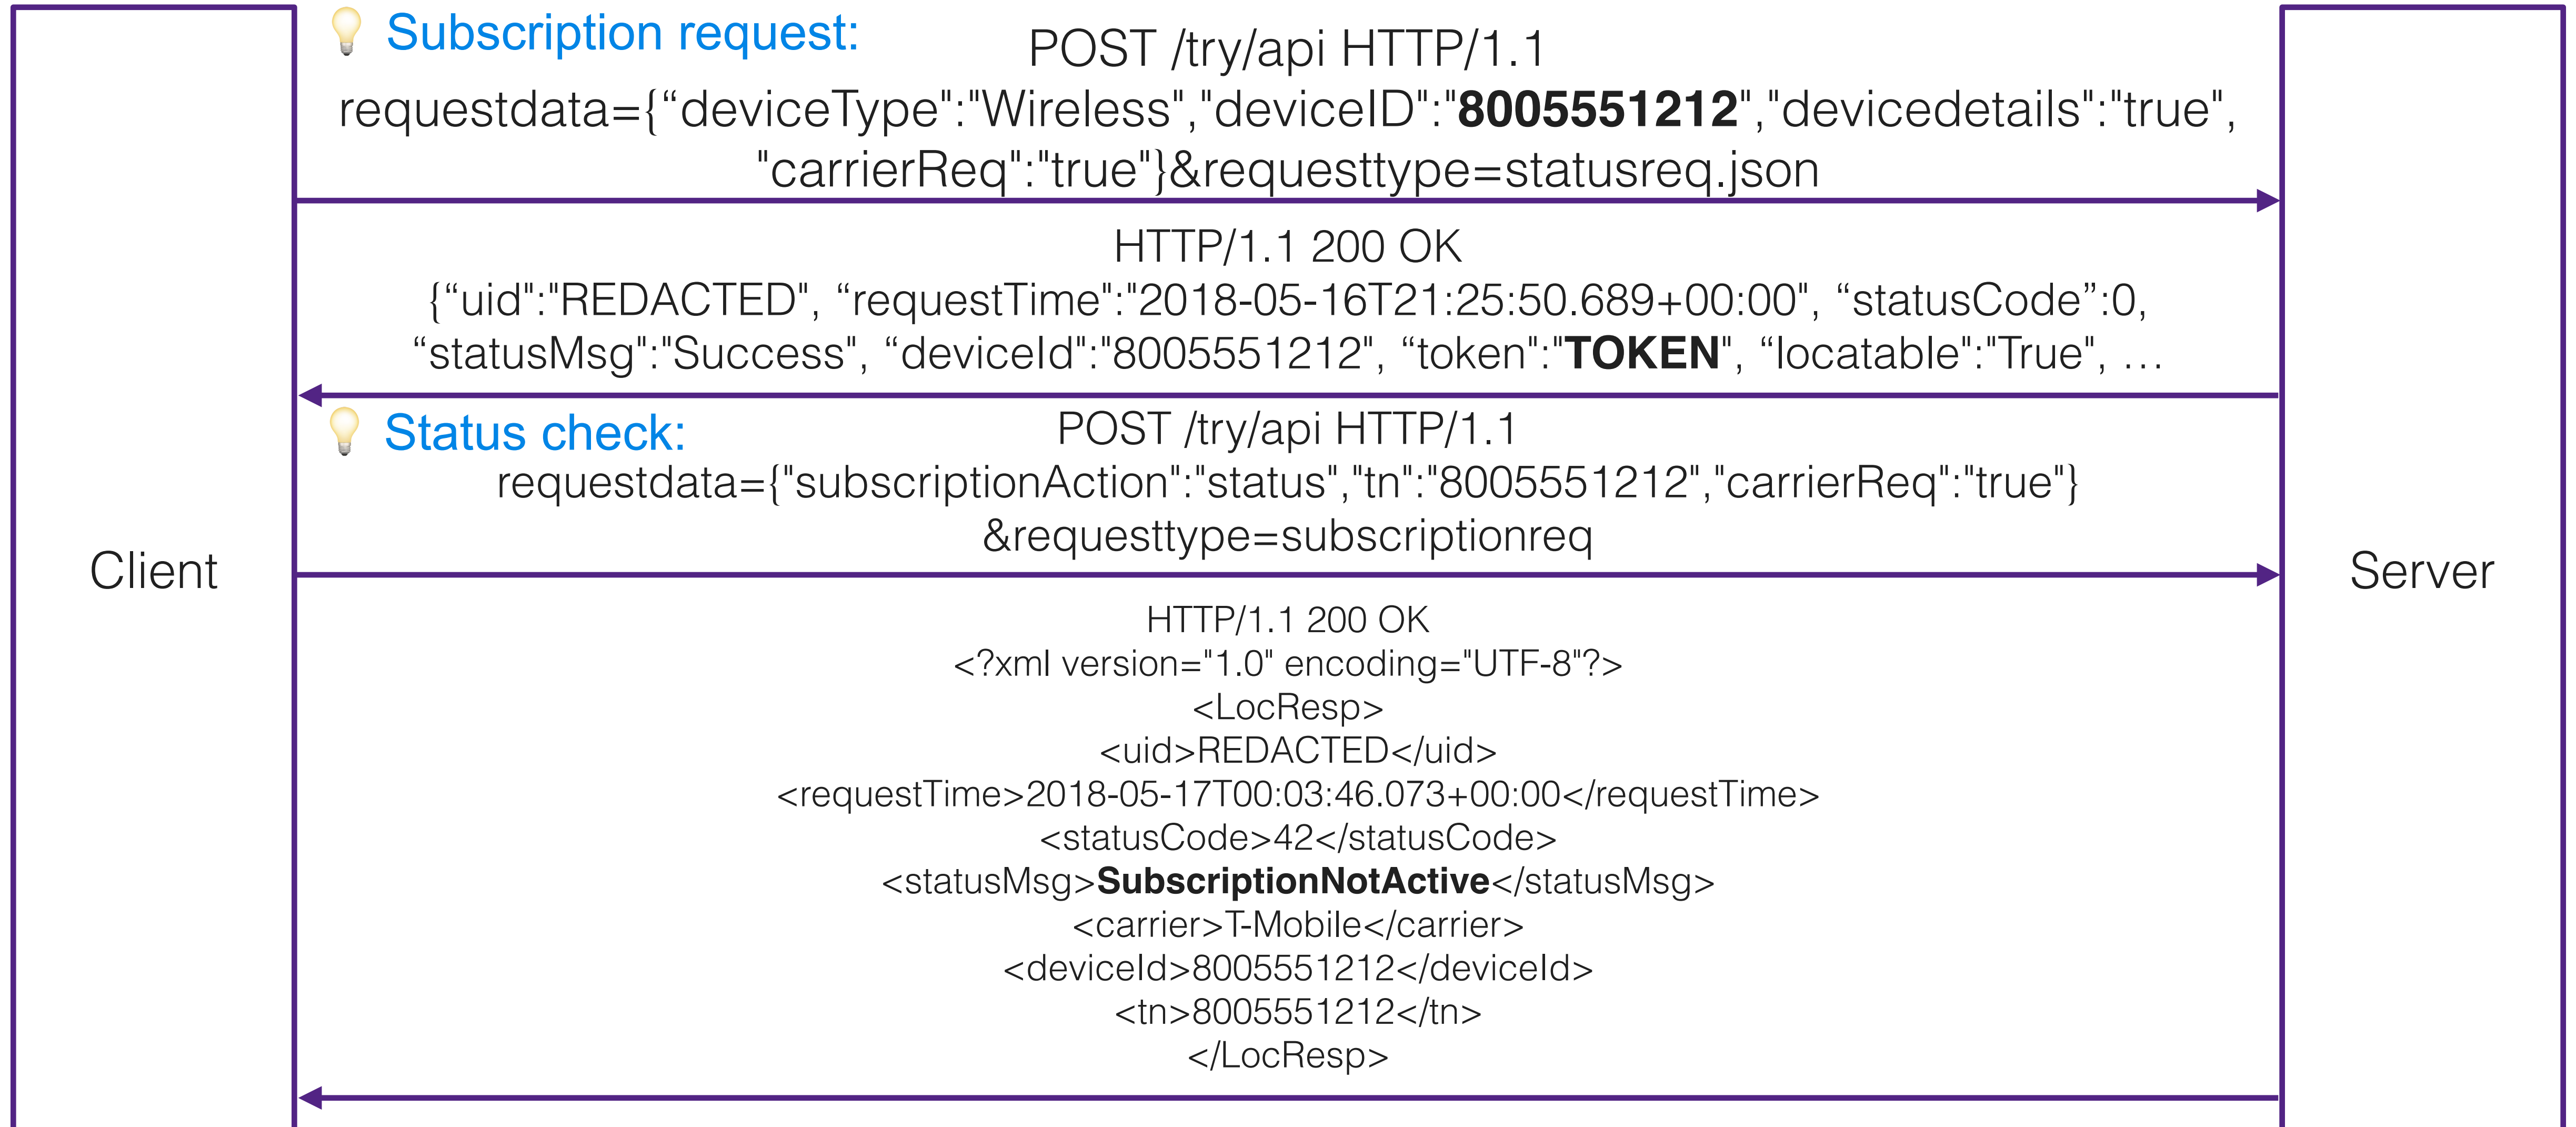 Subscription request:
POST /try/api HTTP/1.1
requestdata={“deviceType":"Wireless","deviceID":"8005551212","devicedetails":"true",
"carrierReq":"true"}&requesttype=statusreq.json
HTTP/1.1 200 OK
{“uid":"REDACTED", “requestTime":"2018-05-16T21:25:50.689+00:00", “statusCode”:0,
“statusMsg":"Success", “deviceId":"8005551212", “token":"TOKEN", “locatable":"True", …
Status check:
POST /try/api HTTP/1.1
requestdata={"subscriptionAction":"status","tn":"8005551212","carrierReq":"true"}
&requesttype=subscriptionreq
Client
Server
HTTP/1.1 200 OK
<?xml version="1.0" encoding="UTF-8"?>
<LocResp>
<uid>REDACTED</uid>
<requestTime>2018-05-17T00:03:46.073+00:00</requestTime>
<statusCode>42</statusCode>
<statusMsg>SubscriptionNotActive</statusMsg>
<carrier>T-Mobile</carrier>
<deviceId>8005551212</deviceId>
<tn>8005551212</tn>
</LocResp>